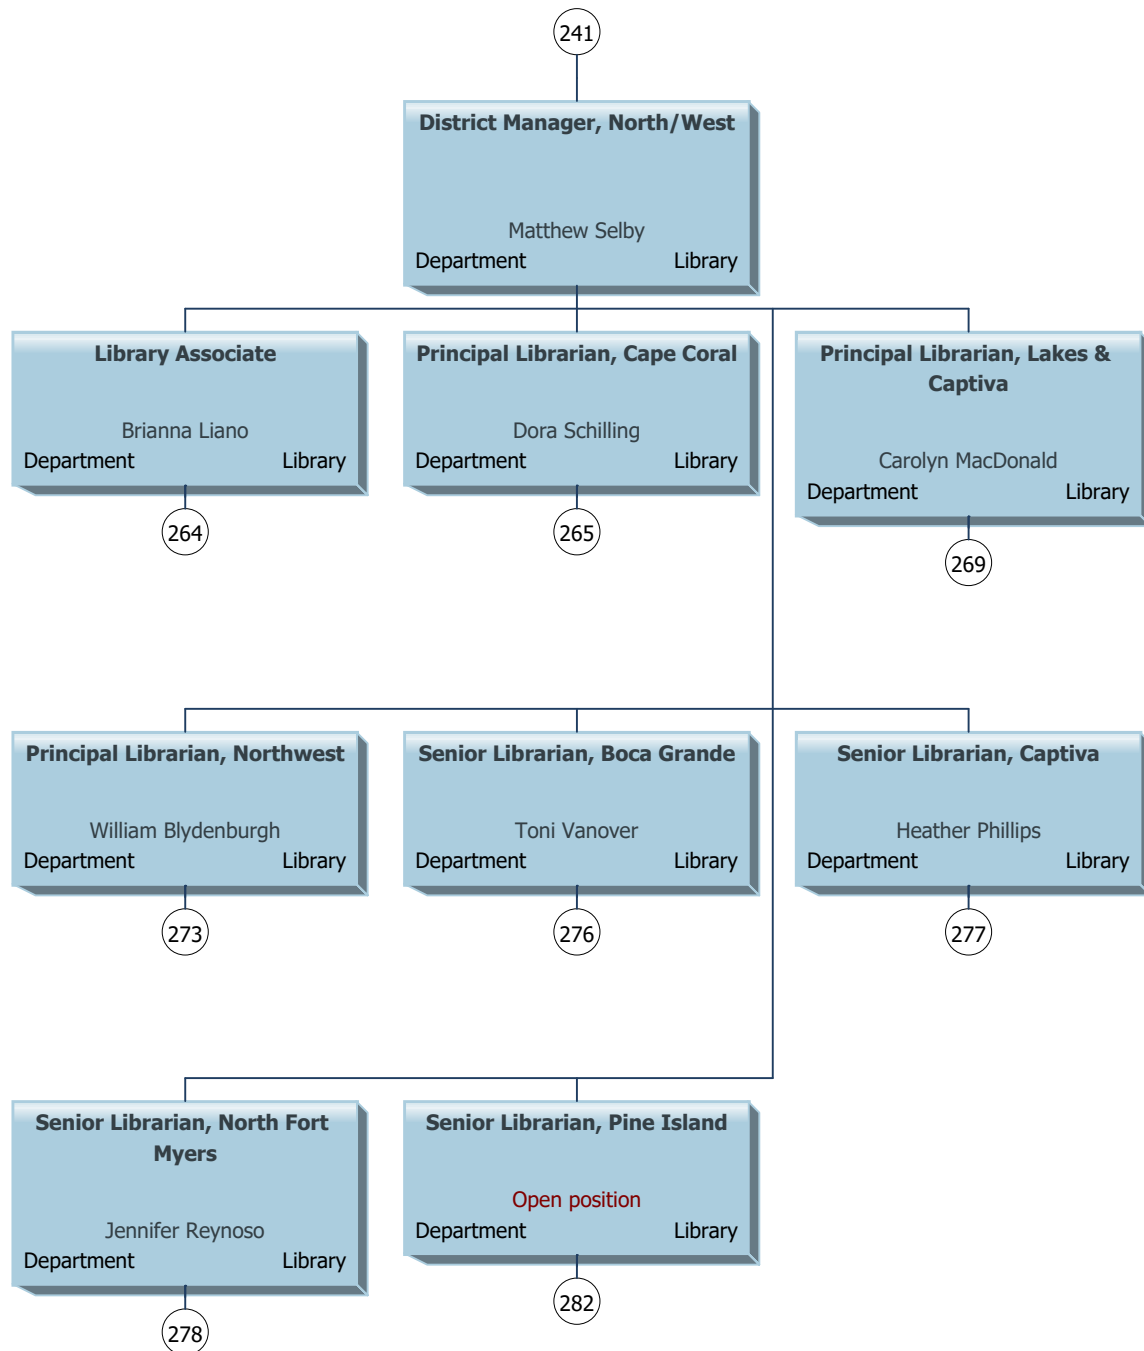 241
District Manager, North/West
Matthew Selby
Department Library
Library Associate
Brianna Liano
Department Library
264
Principal Librarian, Cape Coral
Dora Schilling
Department Library
265
Principal Librarian, Lakes &
Captiva
Carolyn MacDonald
Department Library
269
Principal Librarian, Northwest
William Blydenburgh
Department Library
273
Senior Librarian, Boca Grande
Toni Vanover
Department Library
276
Senior Librarian, Captiva
Heather Phillips
Department Library
277
Senior Librarian, North Fort
Myers
Jennifer Reynoso
Department Library
278
Senior Librarian, Pine Island
Open position
Department Library
282